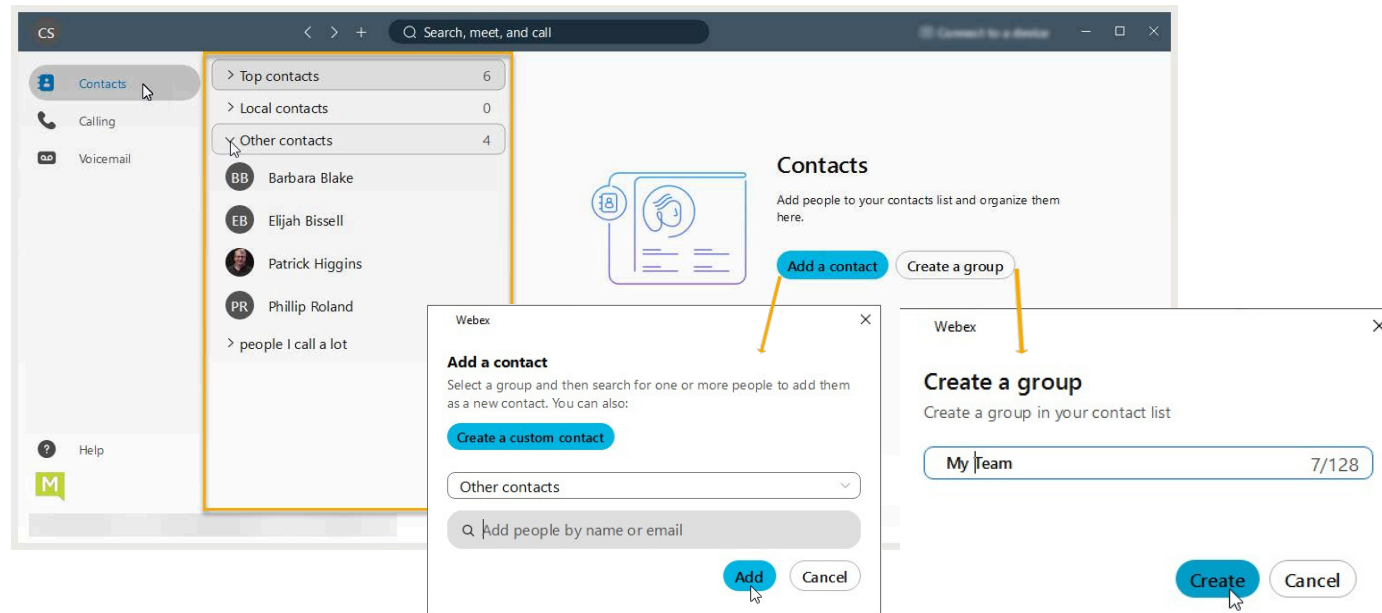 CS
Search, meet, and call
Connect to a device
Contacts
Calling
Voicemail
Help
M
Top contacts 6
Local contacts 0
Other contacts 4
BB Barbara Blake
EB Elijah Bissell
Patrick Higgins
PR Phillip Roland
people I call a lot
Contacts
Add people to your contacts list and organize them
here.
Add a contact Create a group
Webex
Add a contact
Select a group and then search for one or more people to add them
as a new contact. You can also:
Create a custom contact
Other contacts
Add people by name or email
Add Cancel
Webex
Create a group
Create a group in your contact list
My Team 7/128
Create Cancel